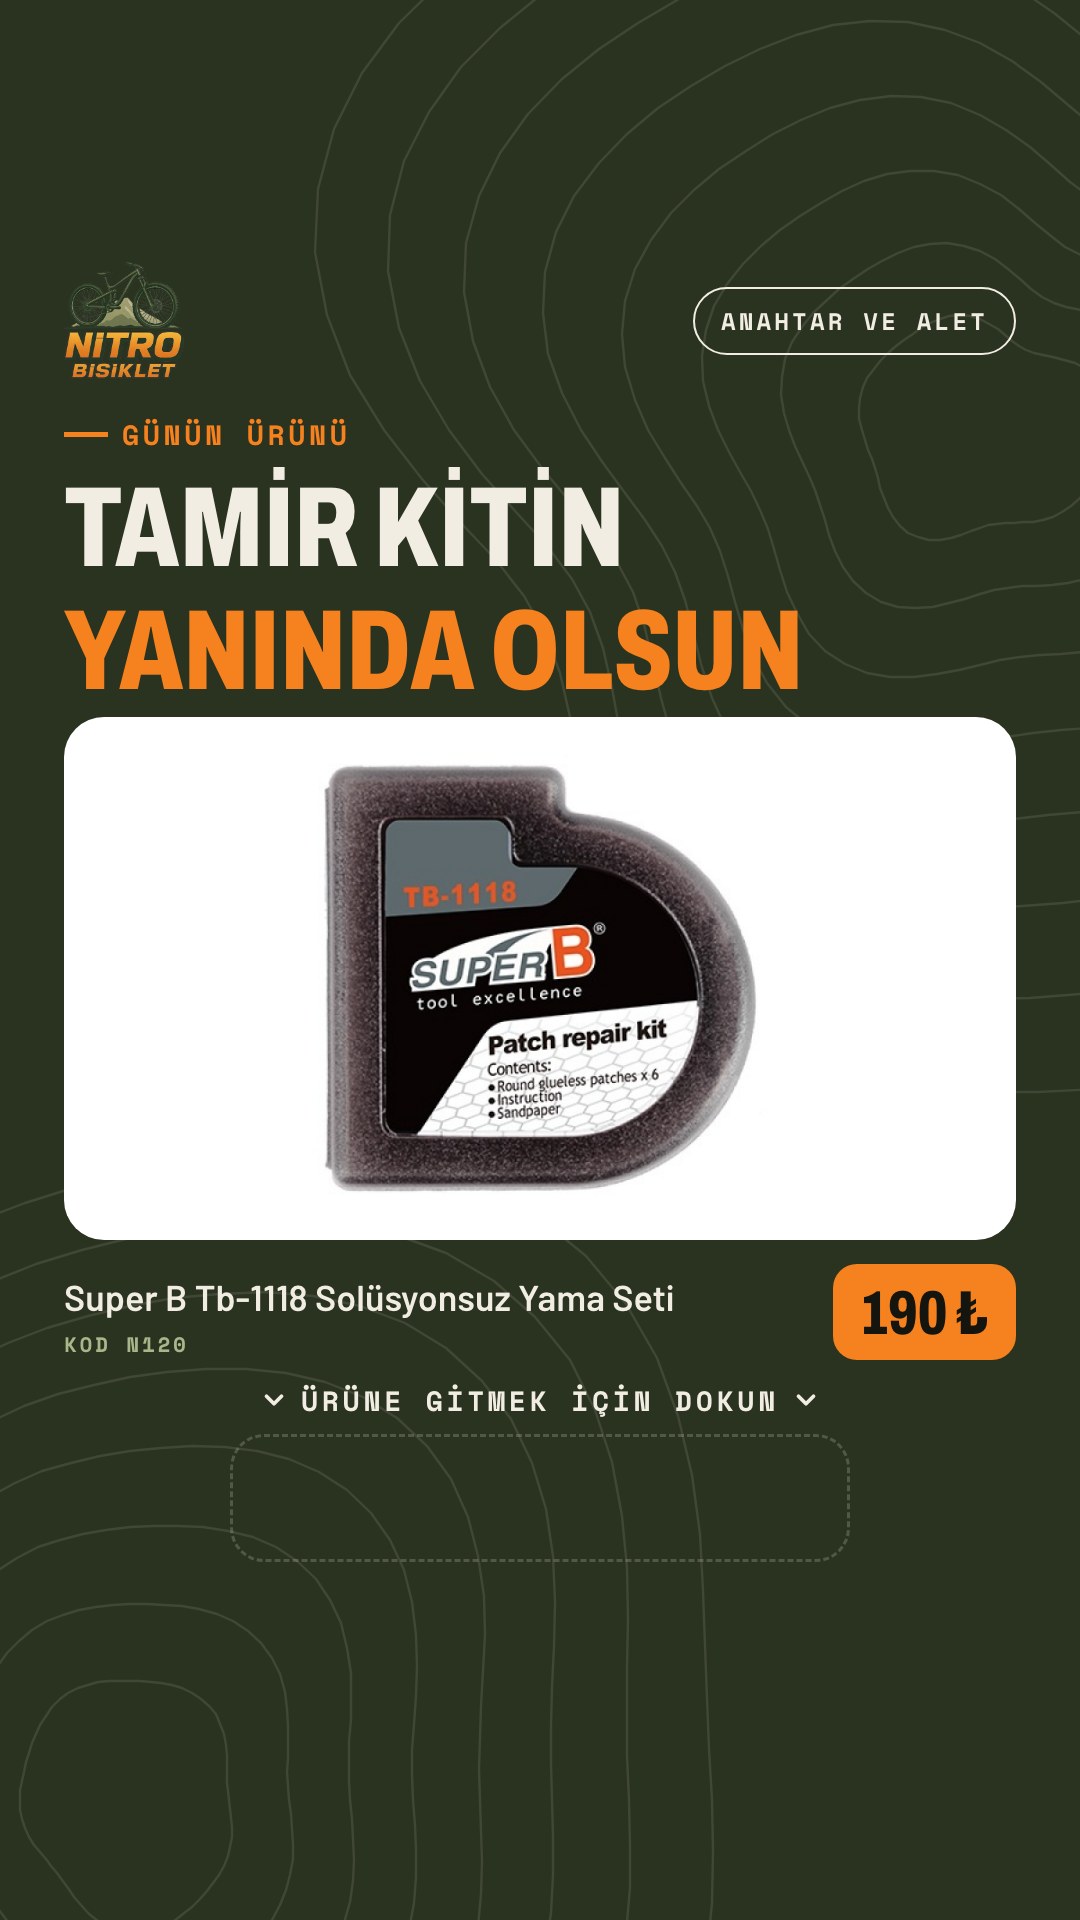 NiTRO
BiSiKLET
ANAHTAR VE ALET
GÜNÜN ÜRÜNÜ
TAMİR KİTİN
YANINDA OLSUN
TB-1118
SUPER B®
tool excellence
Patch repair kit
Contents:
•Round glueless patches x 6
•Instruction
•Sandpaper
Super B Tb-1118 Solüsyonsuz Yama Seti
190 ₺
KOD N120
ÜRÜNE GİTMEK İÇİN DOKUN